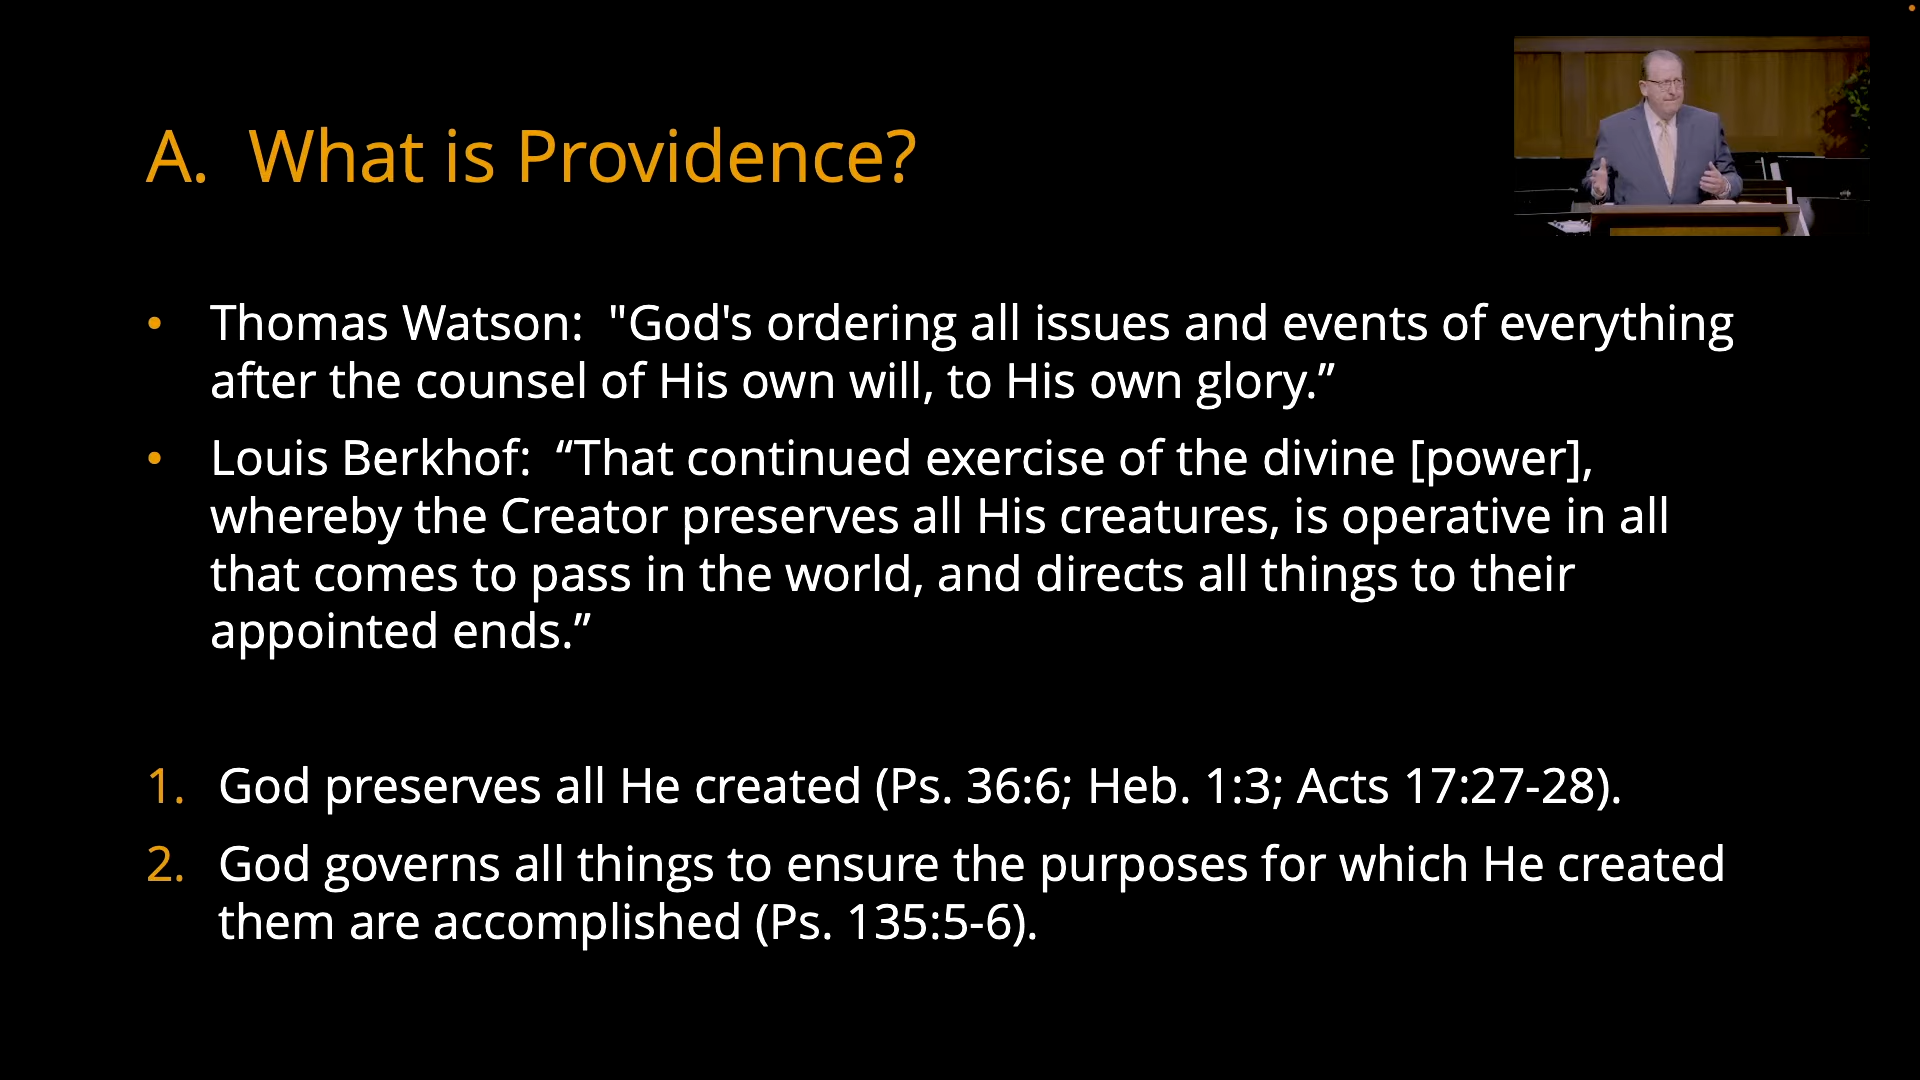 A.  What is Providence?
•  Thomas Watson:  "God's ordering all issues and events of everything
after the counsel of His own will, to His own glory.”
•  Louis Berkhof:  “That continued exercise of the divine [power],
whereby the Creator preserves all His creatures, is operative in all
that comes to pass in the world, and directs all things to their
appointed ends.”
1.  God preserves all He created (Ps. 36:6; Heb. 1:3; Acts 17:27-28).
2.  God governs all things to ensure the purposes for which He created
them are accomplished (Ps. 135:5-6).